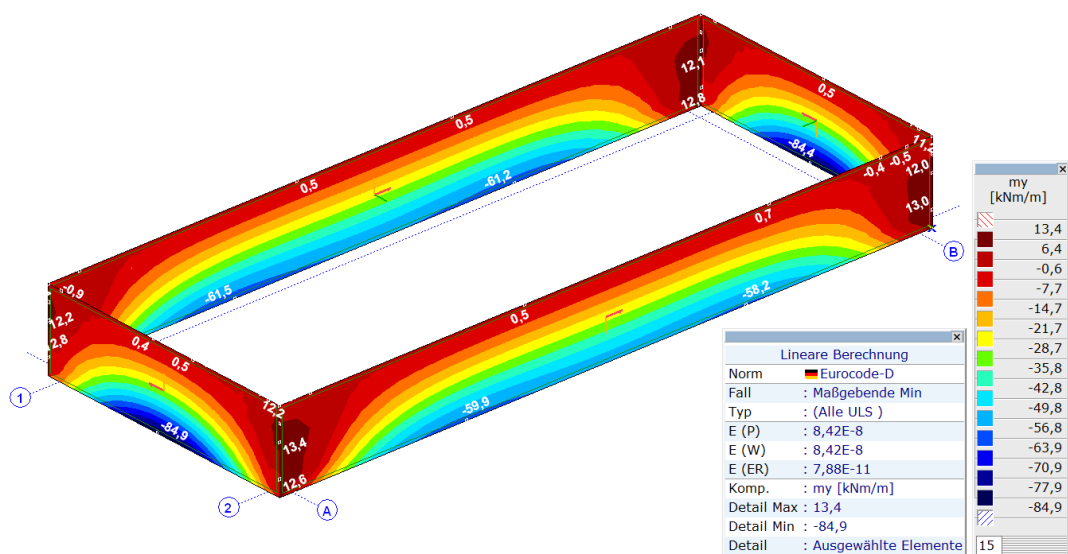 12,1
0,5
0,5
12,8
-84,4
11,2
-0,4 -0,5
12,0
0,5
-61,2
13,0
0,7
B
-0,9
-61,5
-58,2
12,2
2,8
0,4
0,5
0,5
1
12,2
-59,9
-84,9
13,4
12,6
2
A
my
[kNm/m]
13,4
6,4
-0,6
-7,7
-14,7
-21,7
-28,7
-35,8
-42,8
-49,8
-56,8
-63,9
-70,9
-77,9
-84,9
15
Lineare Berechnung
Norm Eurocode-D
Fall : Maßgebende Min
Typ : (Alle ULS )
E (P) : 8,42E-8
E (W) : 8,42E-8
E (ER) : 7,88E-11
Komp. : my [kNm/m]
Detail Max : 13,4
Detail Min : -84,9
Detail : Ausgewählte Elemente